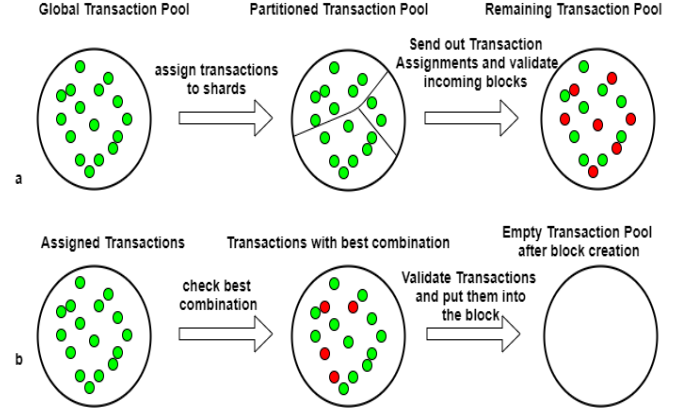 Global Transaction Pool
Partitioned Transaction Pool
Remaining Transaction Pool
assign transactions
to shards
Send out Transaction
Assignments and validate
incoming blocks
a
Assigned Transactions
Transactions with best combination
Empty Transaction Pool
after block creation
check best
combination
Validate Transactions
and put them into
the block
b